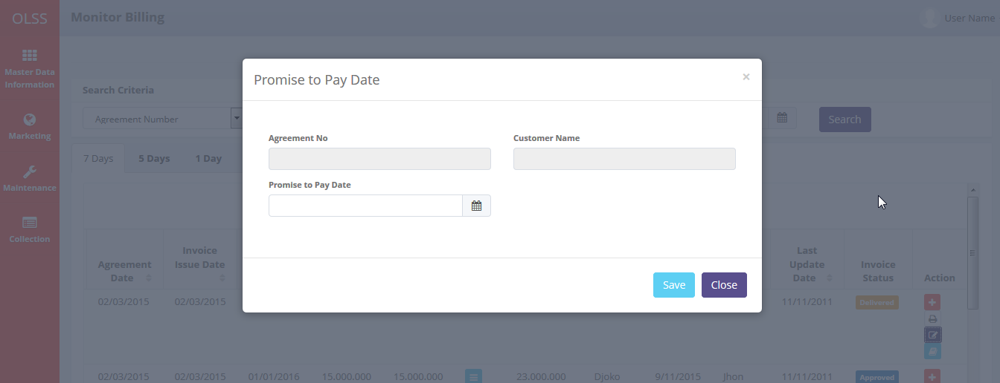 OLSS
Monitor Billing
User Name
Master Data
Information
Marketing
Maintenance
Collection
Search Criteria
Agreement Number
Search
7 Days
5 Days
1 Day
Promise to Pay Date
×
Agreement No
Customer Name
Promise to Pay Date
Save
Close
Agreement
Date
Invoice
Issue Date
Last
Update
Date
Invoice
Status
Action
02/03/2015 02/03/2015 11/11/2011 Delivered
02/03/2015 02/03/2015 01/01/2016 15.000.000 15.000.000 23.000.000 Djoko 9/11/2015 Jhon 11/11/2011 Approved